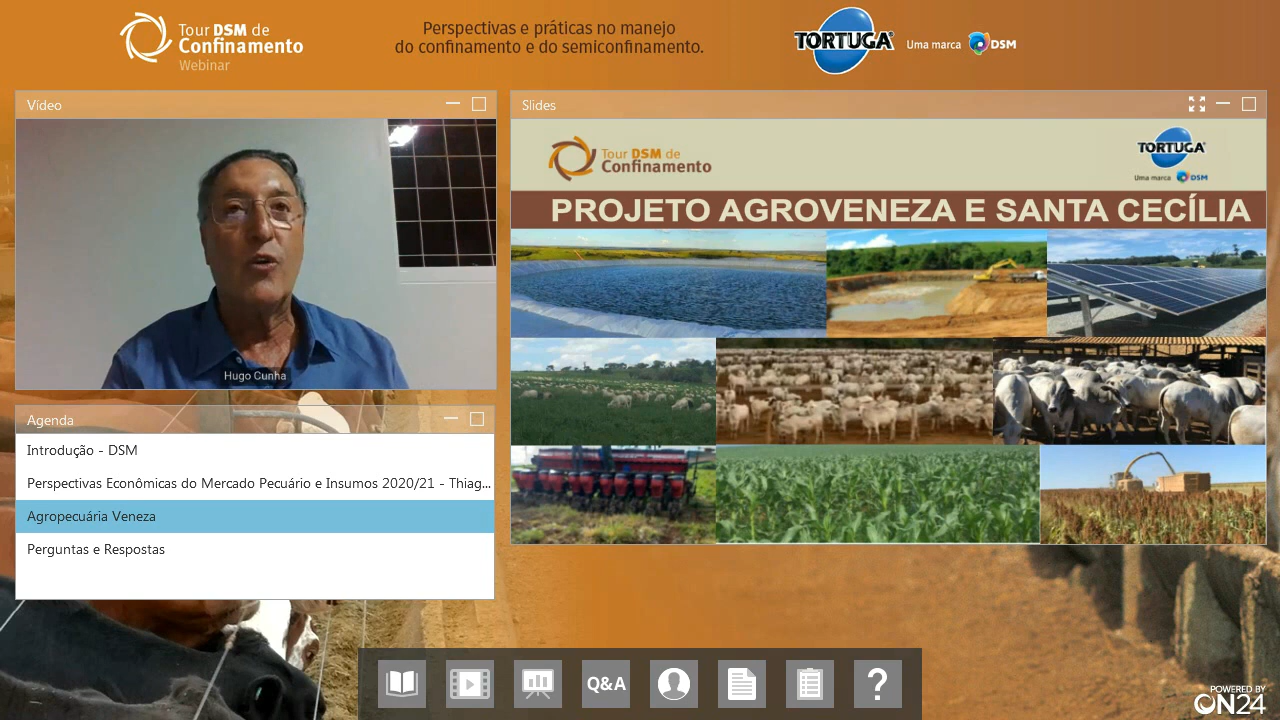 Tour DSM de
Confinamento
Webinar
Perspectivas e práticas no manejo
do confinamento e do semiconfinamento.
TORTUGA
Uma marca DSM
Vídeo
Hugo Cunha
Slides
Tour DSM de
Confinamento
TORTUGA
Uma marca DSM
PROJETO AGROVENEZA E SANTA CECÍLIA
Agenda
Introdução - DSM
Perspectivas Econômicas do Mercado Pecuário e Insumos 2020/21 - Thiag...
Agropecuária Veneza
Perguntas e Respostas
Q&A
?
POWERED BY
ON24